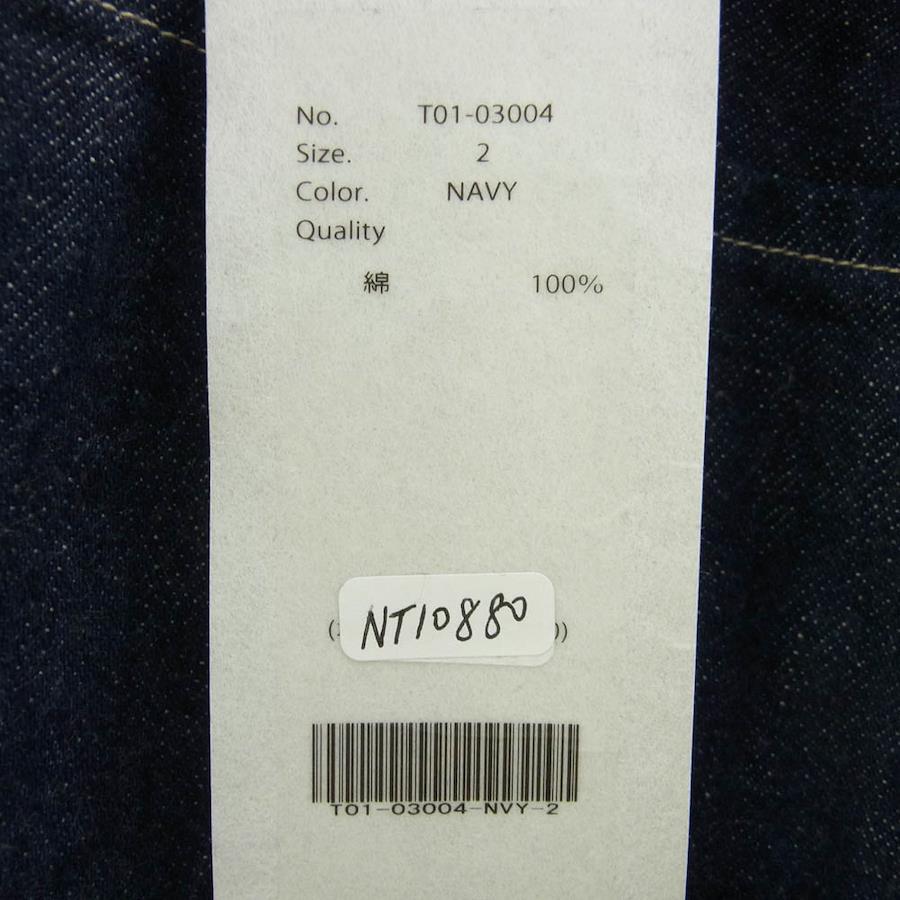 No. T01-03004
Size. 2
Color. NAVY
Quality
綿 100%
NT10880
T01-03004-NVY-2